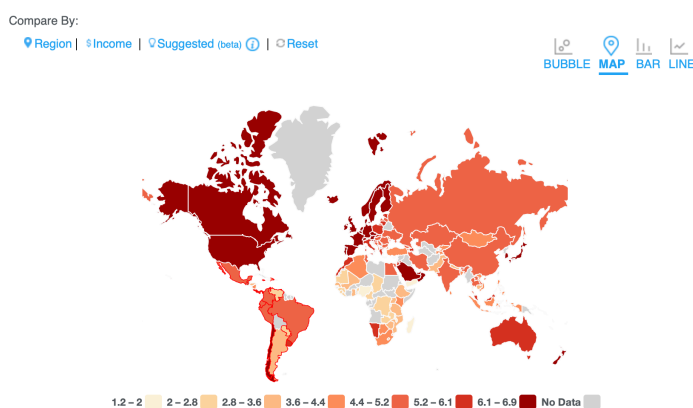 Compare By:
Region | $Income | Suggested (beta) i | Reset
BUBBLE MAP BAR LINE
1.2 – 2 2 – 2.8 2.8 – 3.6 3.6 – 4.4 4.4 – 5.2 5.2 – 6.1 6.1 – 6.9 No Data